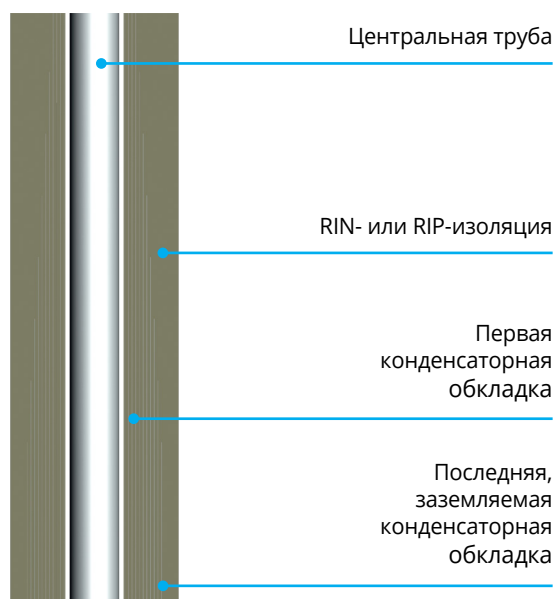 Центральная труба
RIN- или RIP-изоляция
Первая
конденсаторная
обкладка
Последняя,
заземляемая
конденсаторная
обкладка